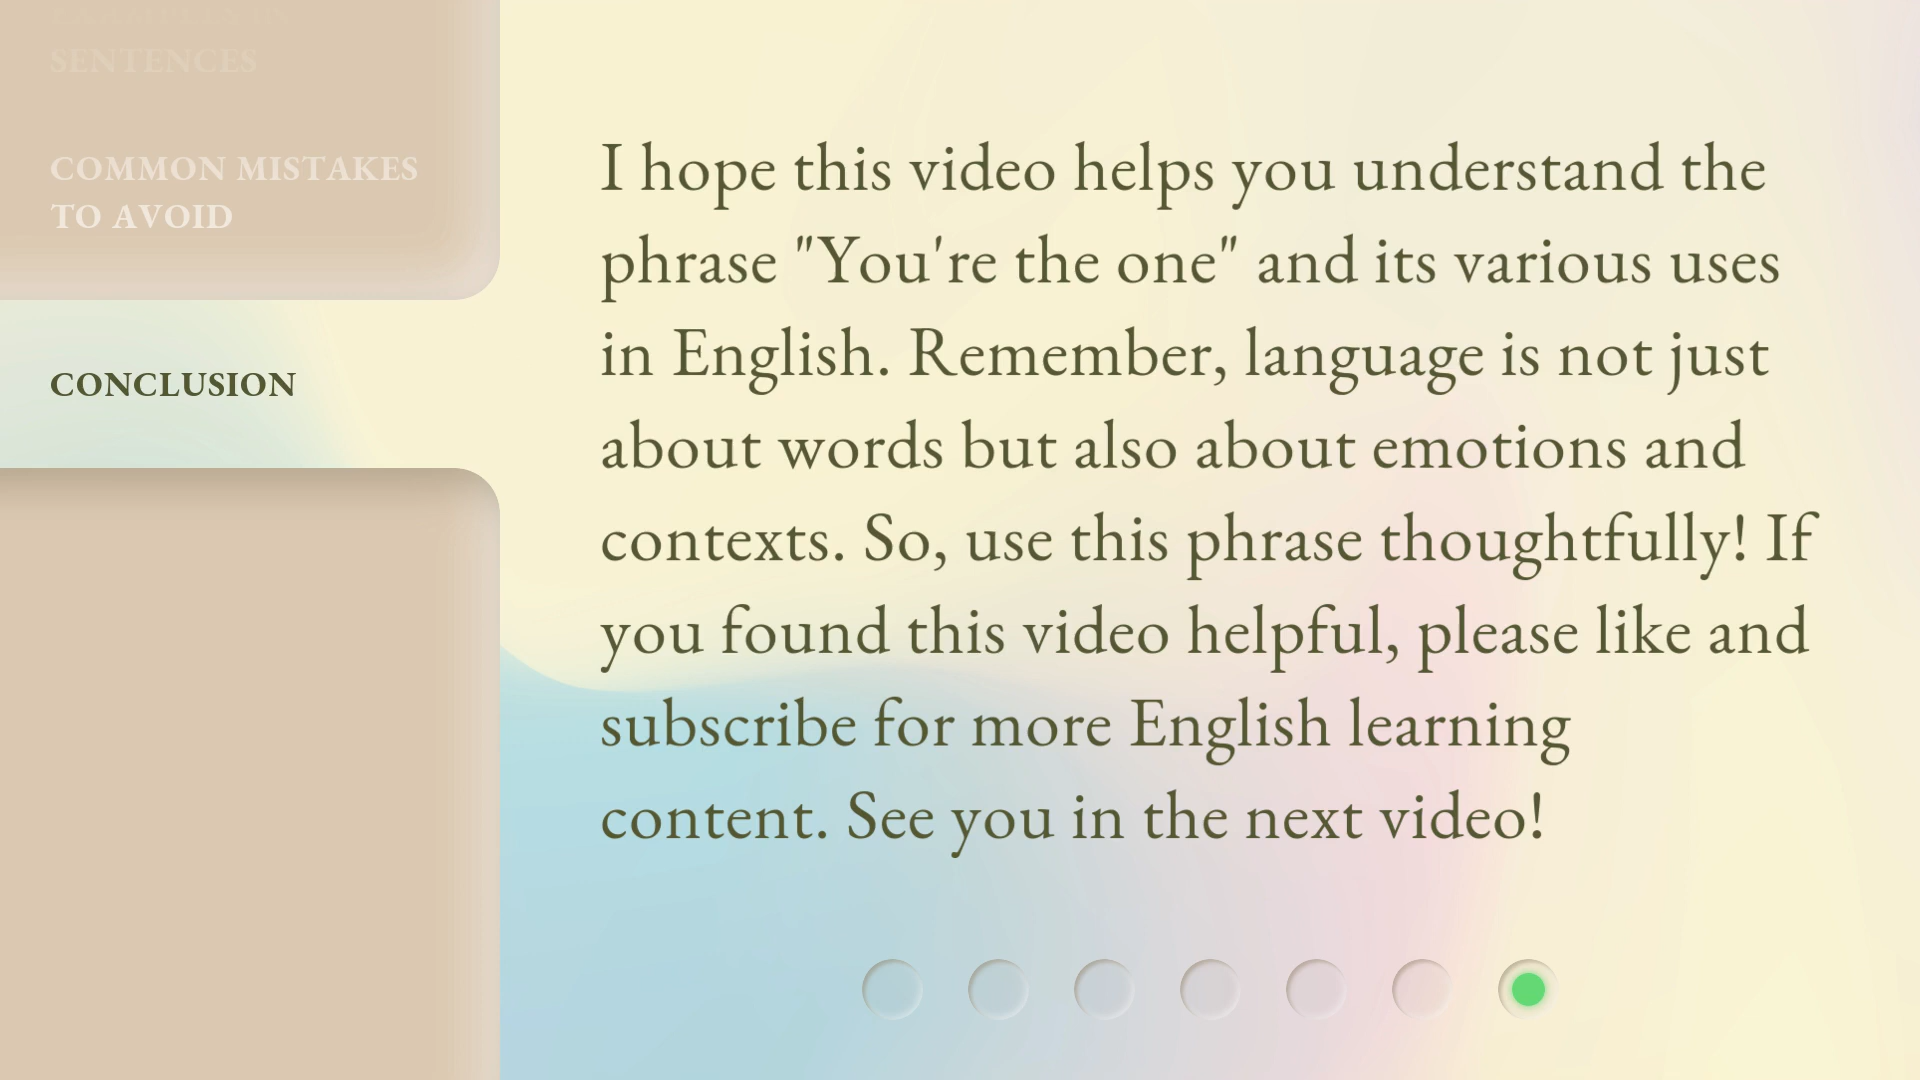 EXAMPLES IN
SENTENCES
COMMON MISTAKES
TO AVOID
CONCLUSION
I hope this video helps you understand the
phrase "You're the one" and its various uses
in English. Remember, language is not just
about words but also about emotions and
contexts. So, use this phrase thoughtfully! If
you found this video helpful, please like and
subscribe for more English learning
content. See you in the next video!